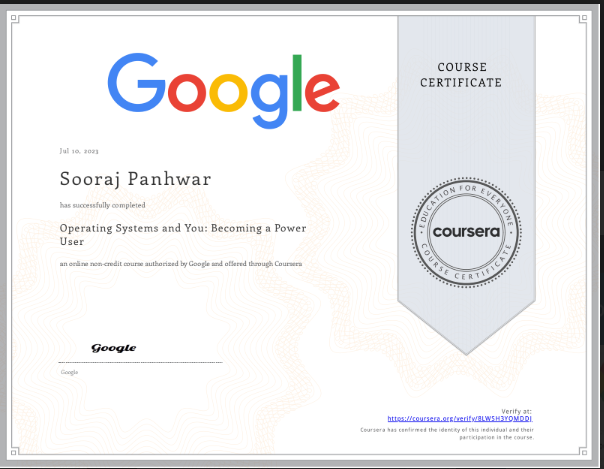 Google
COURSE
CERTIFICATE
Jul 10, 2023
Sooraj Panhwar
has successfully completed
Operating Systems and You: Becoming a Power
User
an online non-credit course authorized by Google and offered through Coursera
EDUCATION FOR EVERYONE
coursera
COURSE CERTIFICATE
Google
Google
Verify at:
https://coursera.org/verify/8LWSH3YQMDDJ
Coursera has confirmed the identity of this individual and their
participation in the course.